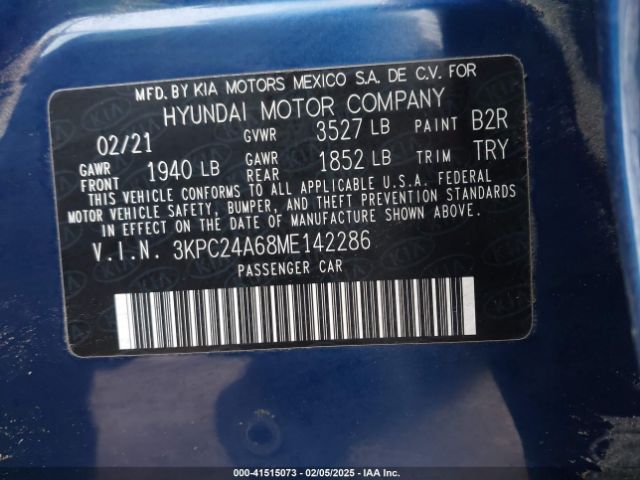 MFD. BY KIA MOTORS MEXICO S.A. DE C.V. FOR
HYUNDAI MOTOR COMPANY
02/21 GVWR 3527 LB PAINT B2R
GAWR FRONT 1940 LB GAWR REAR 1852 LB TRIM TRY
THIS VEHICLE CONFORMS TO ALL APPLICABLE U.S.A. FEDERAL
MOTOR VEHICLE SAFETY, BUMPER, AND THEFT PREVENTION STANDARDS
IN EFFECT ON THE DATE OF MANUFACTURE SHOWN ABOVE.
V.I.N. 3KPC24A68ME142286
PASSENGER CAR
000-41515073 — 02/05/2025 — IAA Inc.